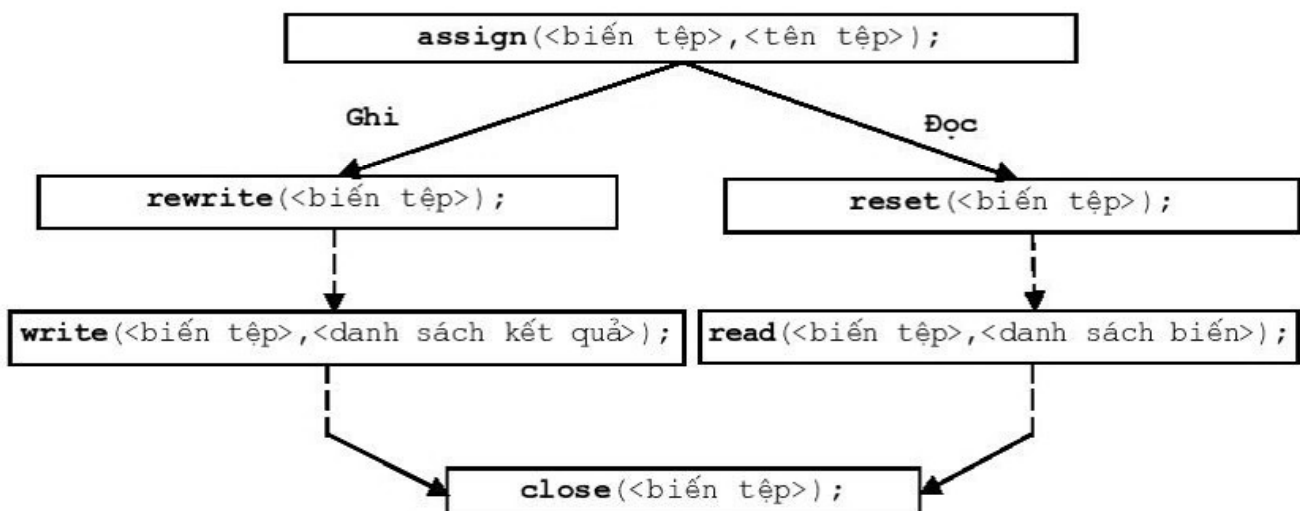 assign(<biến tệp>,<tên tệp>);
Ghi
Đọc
rewrite(<biến tệp>);
reset(<biến tệp>);
write(<biến tệp>,<danh sách kết quả>);
read(<biến tệp>,<danh sách biến>);
close(<biến tệp>);